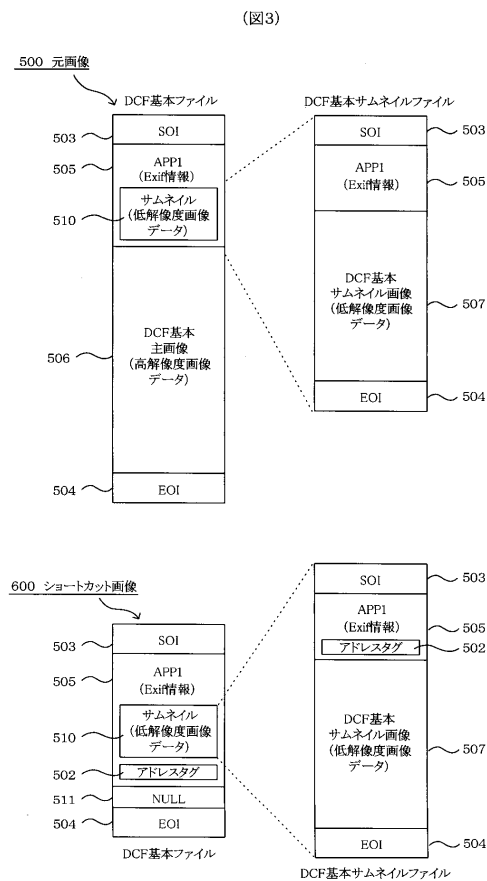 (図3)
500 元画像
DCF基本ファイル
503
SOI
505
APP1
(Exif情報)
510
サムネイル
(低解像度画像
データ)
506
DCF基本
主画像
(高解像度画像
データ)
504
EOI
DCF基本サムネイルファイル
SOI
503
APP1
(Exif情報)
505
DCF基本
サムネイル画像
(低解像度画像
データ)
507
EOI
504
600 ショートカット画像
503
SOI
505
APP1
(Exif情報)
510
サムネイル
(低解像度画像
データ)
502
アドレスタグ
511
NULL
504
EOI
DCF基本ファイル
SOI
503
APP1
(Exif情報)
505
アドレスタグ
502
DCF基本
サムネイル画像
(低解像度画像
データ)
507
EOI
504
DCF基本サムネイルファイル